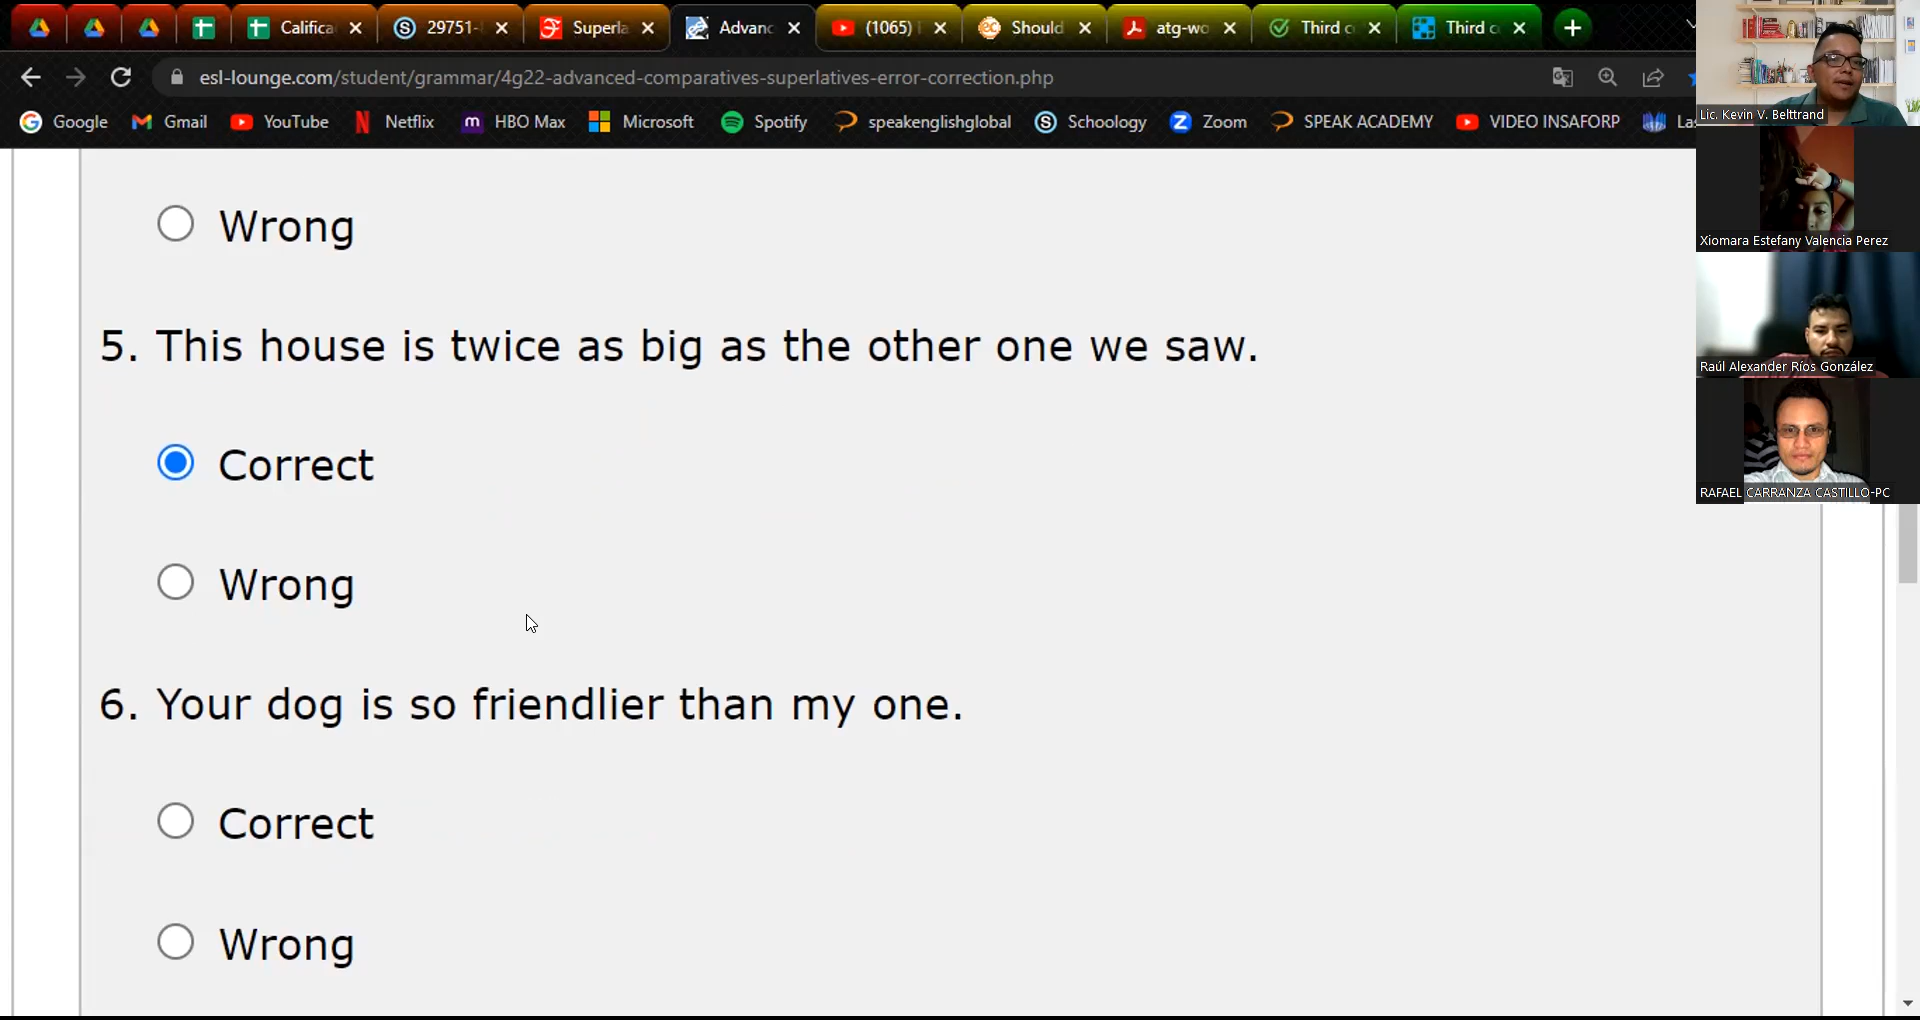 Califica
29751-
Superla
Advanc
(1065)
Should
atg-wo
Third c
Third c
esl-lounge.com/student/grammar/4g22-advanced-comparatives-superlatives-error-correction.php
Google Gmail YouTube Netflix HBO Max Microsoft Spotify speakenglishglobal Schoology Zoom SPEAK ACADEMY VIDEO INSAFORP La
Lic. Kevin V. Belttrand
Xiomara Estefany Valencia Perez
Raúl Alexander Ríos González
RAFAEL CARRANZA CASTILLO-PC
Wrong
5. This house is twice as big as the other one we saw.
Correct
Wrong
6. Your dog is so friendlier than my one.
Correct
Wrong